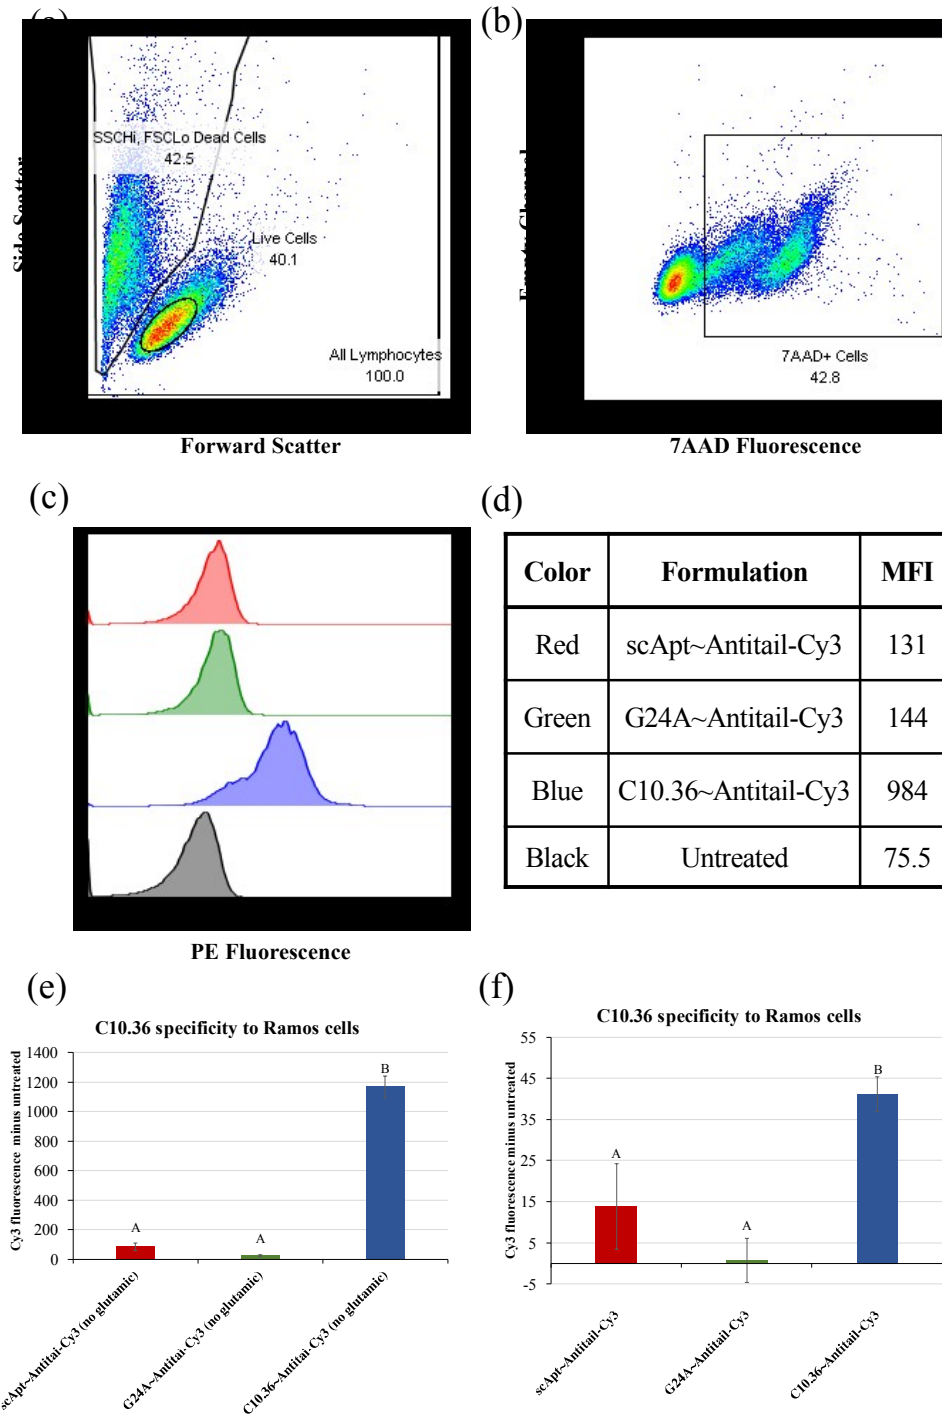 (b)
SSCHi, FSCLo Dead Cells
42.5
Live Cells
40.1
All Lymphocytes
100.0
Forward Scatter
7AAD+ Cells
42.8
7AAD Fluorescence
(c)
PE Fluorescence
(d)
Color Formulation MFI
Red scApt~Antitail-Cy3 131
Green G24A~Antitail-Cy3 144
Blue C10.36~Antitail-Cy3 984
Black Untreated 75.5
(e)
C10.36 specificity to Ramos cells
Cy3 fluorescence minus untreated
1400
1200
1000
800
600
400
200
0
A
A
B
scApt~Antitai-Cy3 (no glutamic)
G24A~Antitai-Cy3 (no glutamic)
C10.36~Antitai-Cy3 (no glutamic)
(f)
C10.36 specificity to Ramos cells
Cy3 fluorescence minus untreated
55
45
35
25
15
5
-5
A
A
B
scApt~Antitail-Cy3
G24A~Antitail-Cy3
C10.36~Antitail-Cy3